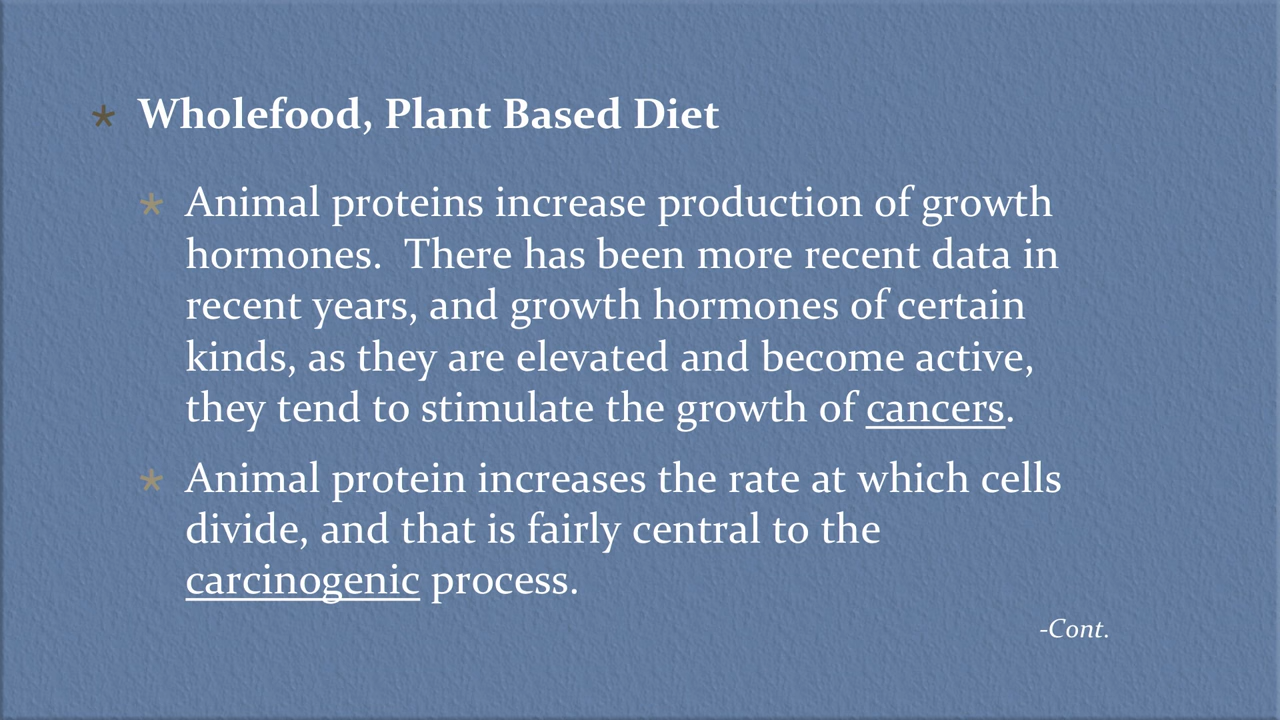 * Wholefood, Plant Based Diet
* Animal proteins increase production of growth
hormones.  There has been more recent data in
recent years, and growth hormones of certain
kinds, as they are elevated and become active,
they tend to stimulate the growth of cancers.
* Animal protein increases the rate at which cells
divide, and that is fairly central to the
carcinogenic process.
-Cont.